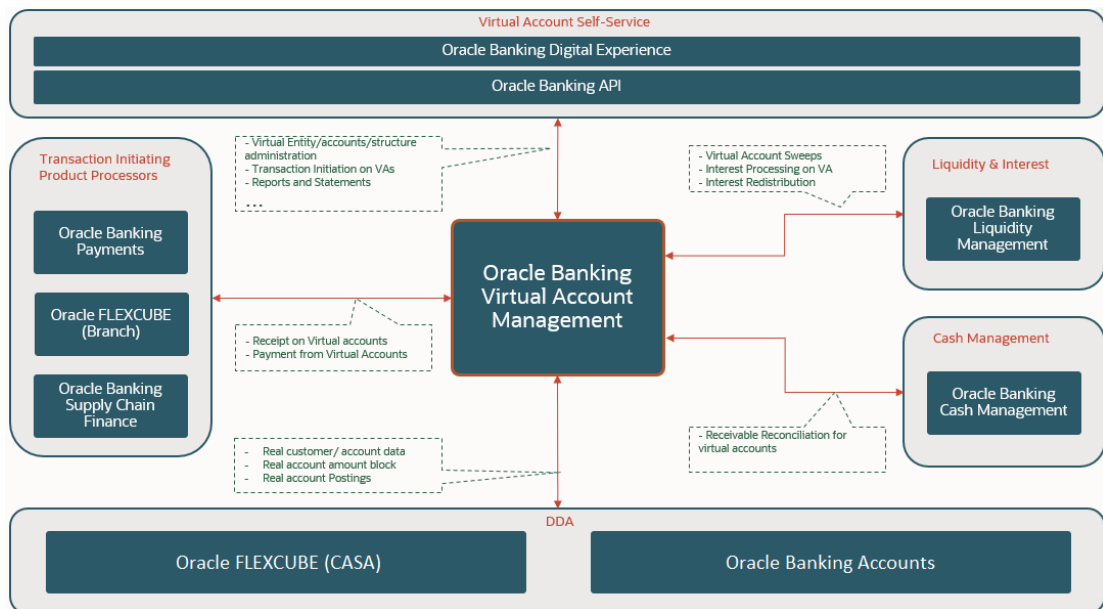 Virtual Account Self-Service
Oracle Banking Digital Experience
Oracle Banking API
- Virtual Entity/accounts/structure
administration
- Transaction Initiation on VAs
- Reports and Statements
...
- Virtual Account Sweeps
- Interest Processing on VA
- Interest Redistribution
Transaction Initiating
Product Processors
Oracle Banking
Payments
Oracle FLEXCUBE
(Branch)
Oracle Banking
Supply Chain
Finance
Liquidity & Interest
Oracle Banking
Liquidity
Management
Oracle Banking
Virtual Account
Management
- Receipt on Virtual accounts
- Payment from Virtual Accounts
Cash Management
Oracle Banking
Cash Management
- Receivable Reconciliation for
virtual accounts
- Real customer/ account data
- Real account amount block
- Real account Postings
DDA
Oracle FLEXCUBE (CASA)
Oracle Banking Accounts